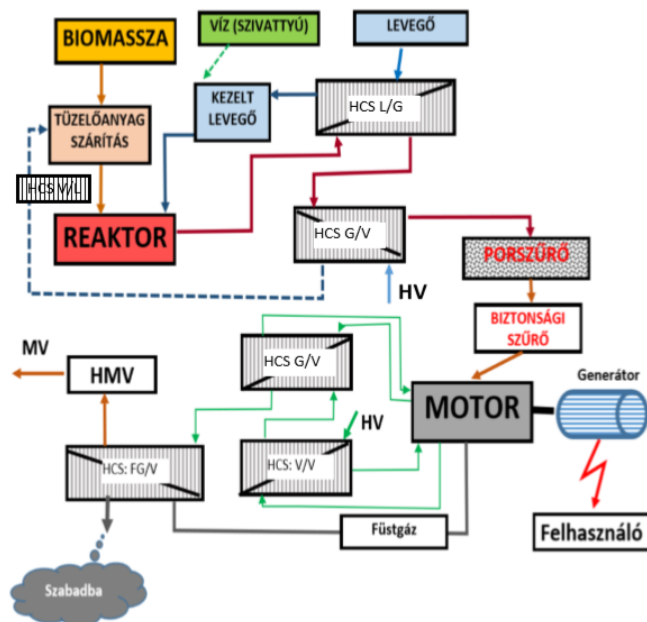 BIOMASSZA
VÍZ (SZIVATTYÚ)
LEVEGŐ
TÜZELŐANYAG
SZÁRÍTÁS
KEZELT
LEVEGŐ
HCS L/G
HCS V/L
REAKTOR
HCS G/V
HV
PORSZŰRŐ
BIZTONSÁGI
SZŰRŐ
MV
HMV
HCS G/V
HV
MOTOR
Generátor
HCS: FG/V
HCS: V/V
Füstgáz
Felhasználó
Szabadba